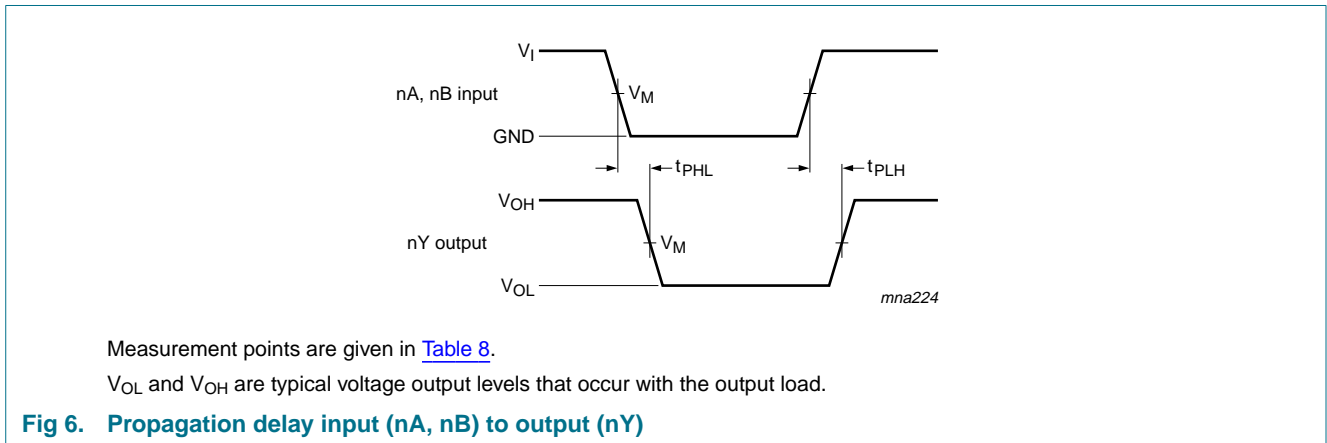 VI
nA, nB input
VM
GND
tPHL
tPLH
VOH
nY output
VM
VOL
mna224
Measurement points are given in Table 8.
VOL and VOH are typical voltage output levels that occur with the output load.
Fig 6. Propagation delay input (nA, nB) to output (nY)